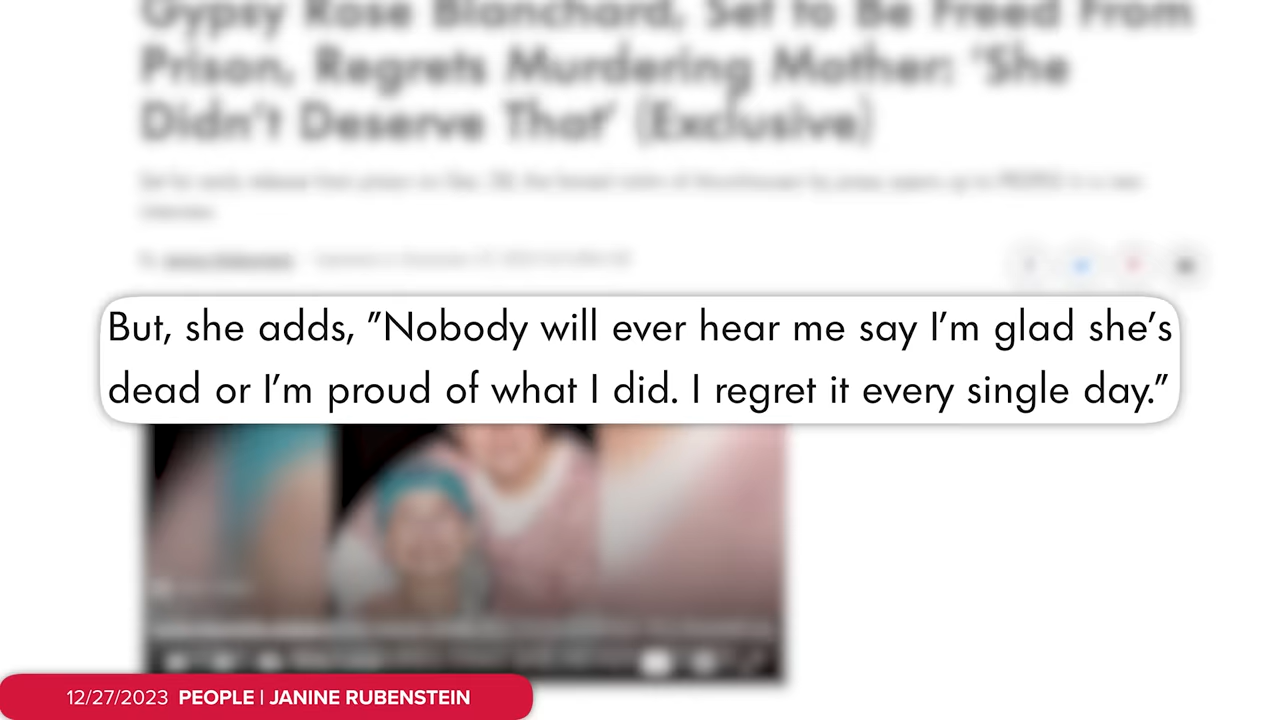 Gypsy Rose Blanchard, Set to Be Freed From
Prison, Regrets Murdering Mother: 'She
Didn't Deserve That' (Exclusive)
But, she adds, "Nobody will ever hear me say I'm glad she's
dead or I'm proud of what I did. I regret it every single day."
12/27/2023 PEOPLE | JANINE RUBENSTEIN